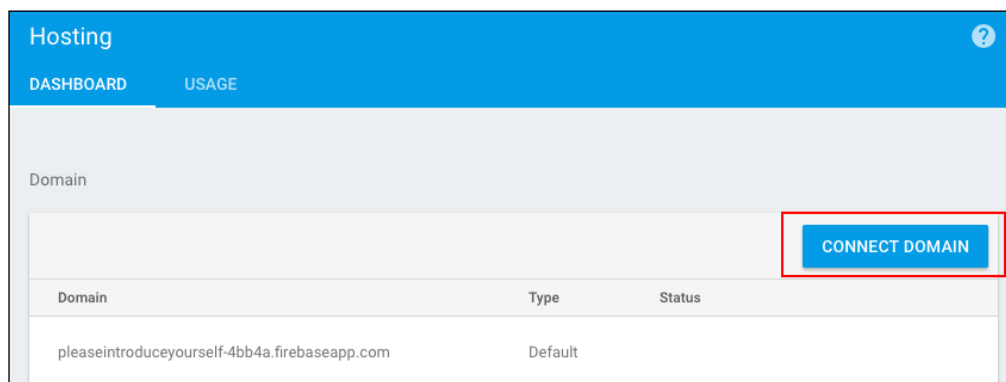 Hosting
?
DASHBOARD USAGE
Domain
CONNECT DOMAIN
Domain Type Status
pleaseintroduceyourself-4bb4a.firebaseapp.com Default